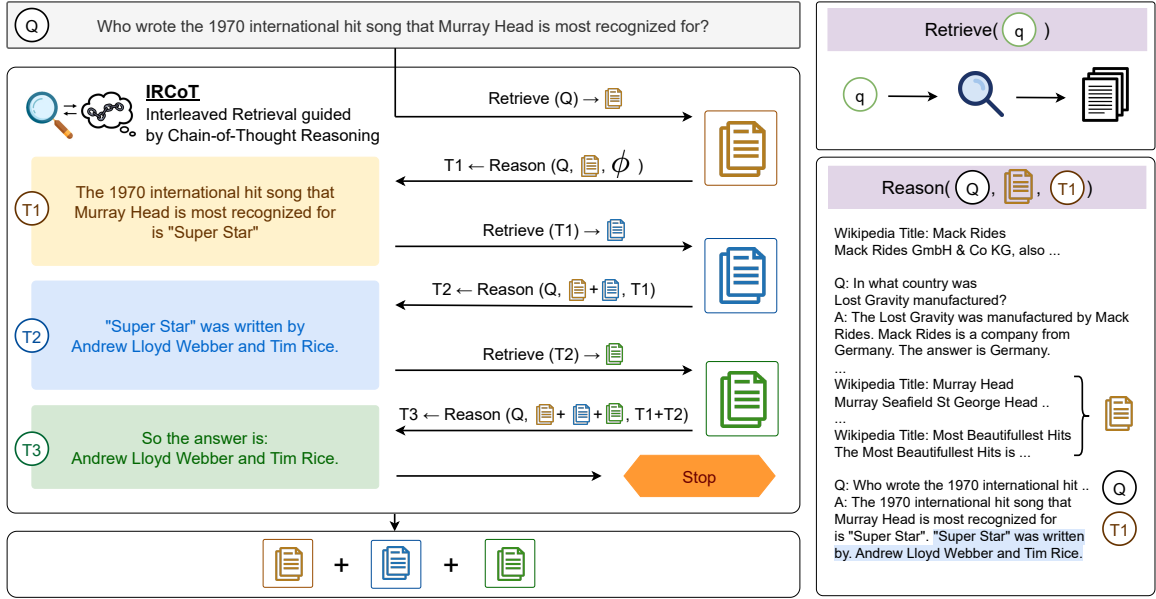 Q
Who wrote the 1970 international hit song that Murray Head is most recognized for?
IRCoT
Interleaved Retrieval guided
by Chain-of-Thought Reasoning
Retrieve (Q) →
T1 ← Reason (Q, , ϕ )
T1
The 1970 international hit song that
Murray Head is most recognized for
is "Super Star"
Retrieve (T1) →
T2 ← Reason (Q, + , T1)
T2
"Super Star" was written by
Andrew Lloyd Webber and Tim Rice.
Retrieve (T2) →
T3 ← Reason (Q, + + , T1+T2)
T3
So the answer is:
Andrew Lloyd Webber and Tim Rice.
Stop
+ +
Retrieve( q )
q
Reason( Q , , T1 )
Wikipedia Title: Mack Rides
Mack Rides GmbH & Co KG, also ...
Q: In what country was
Lost Gravity manufactured?
A: The Lost Gravity was manufactured by Mack
Rides. Mack Rides is a company from
Germany. The answer is Germany.
...
Wikipedia Title: Murray Head
Murray Seafield St George Head ..
...
Wikipedia Title: Most Beautifullest Hits
The Most Beautifullest Hits is ...
Q: Who wrote the 1970 international hit ..
Q
A: The 1970 international hit song that
Murray Head is most recognized for
T1
is "Super Star". "Super Star" was written
by. Andrew Lloyd Webber and Tim Rice.